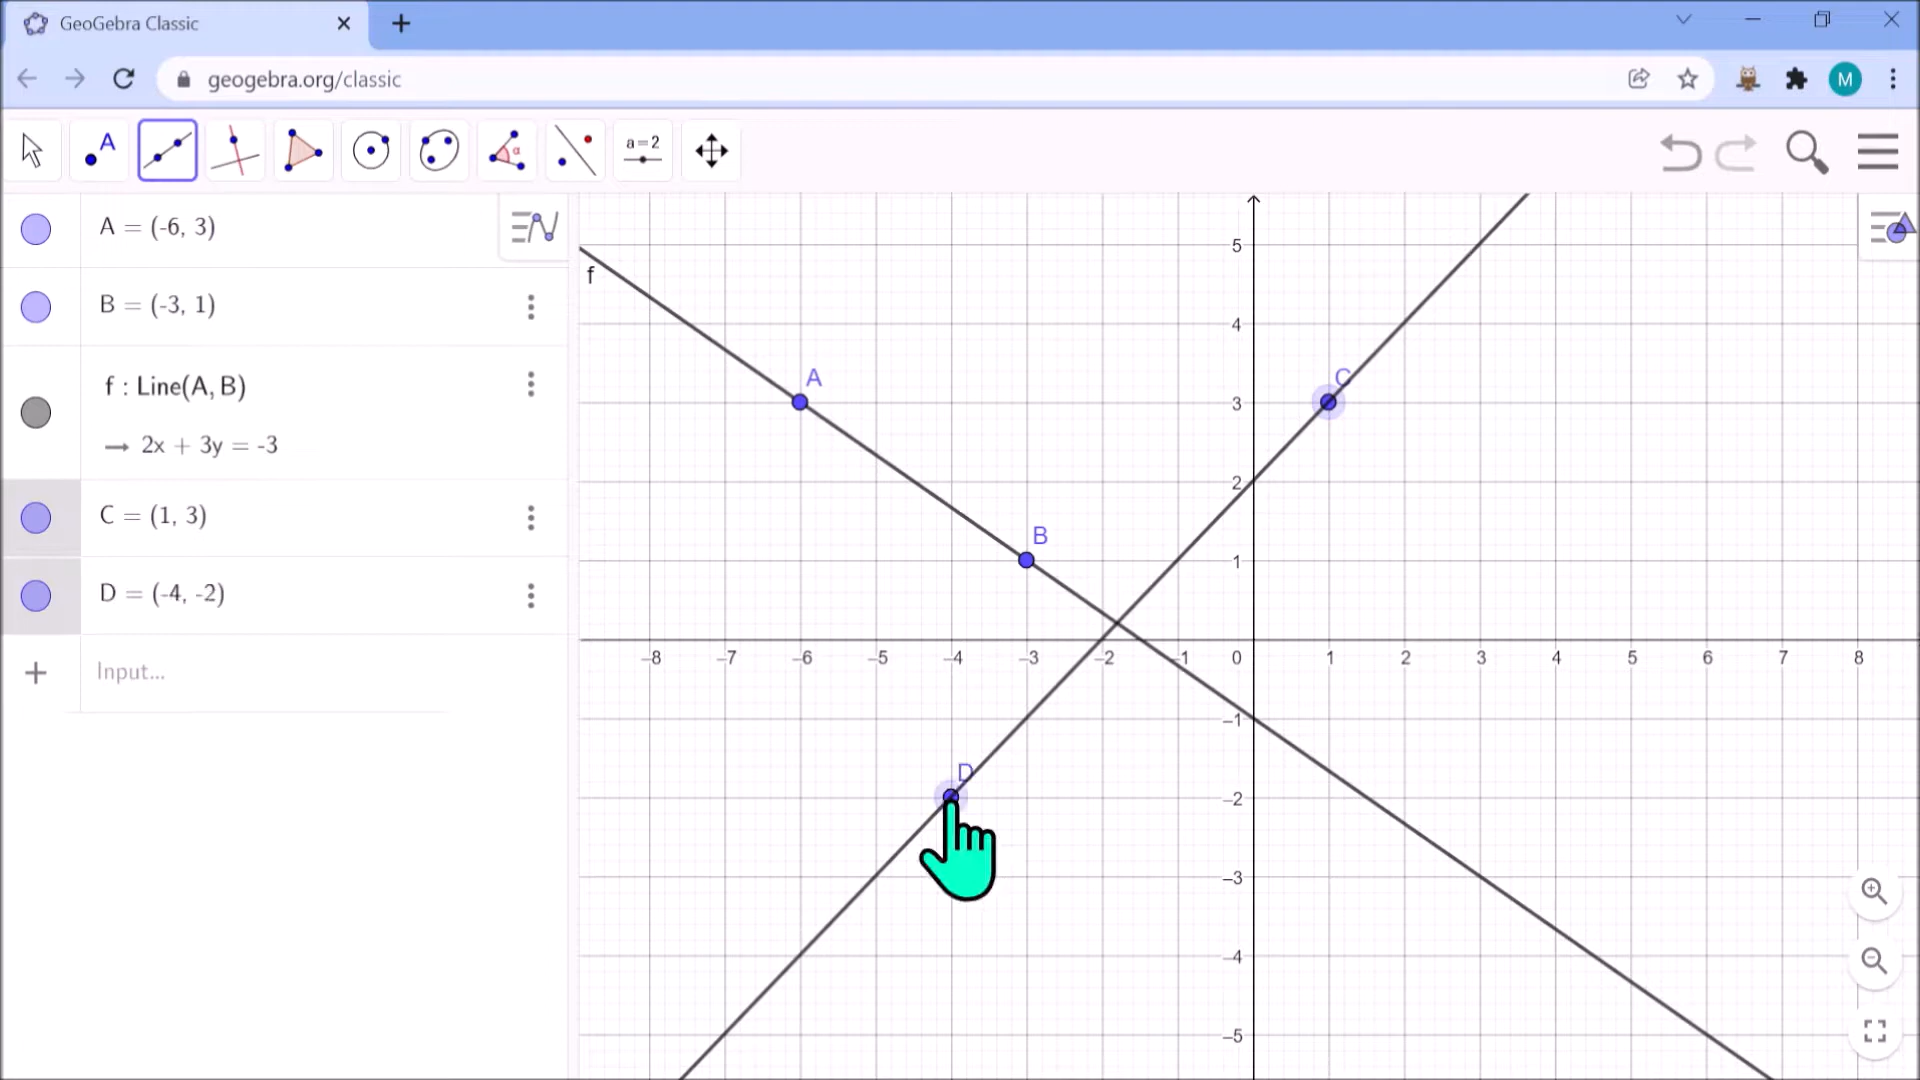 GeoGebra Classic
geogebra.org/classic
M
A
α
a=2
A = (-6, 3)
B = (-3, 1)
f : Line(A, B)
→ 2x + 3y = -3
C = (1, 3)
D = (-4, -2)
+ Input...
f
A
B
C
D
5
4
3
2
1
–8 –7 –6 –5 –4 –3 –2 –1 0 1 2 3 4 5 6 7 8
–1
–2
–3
–4
–5